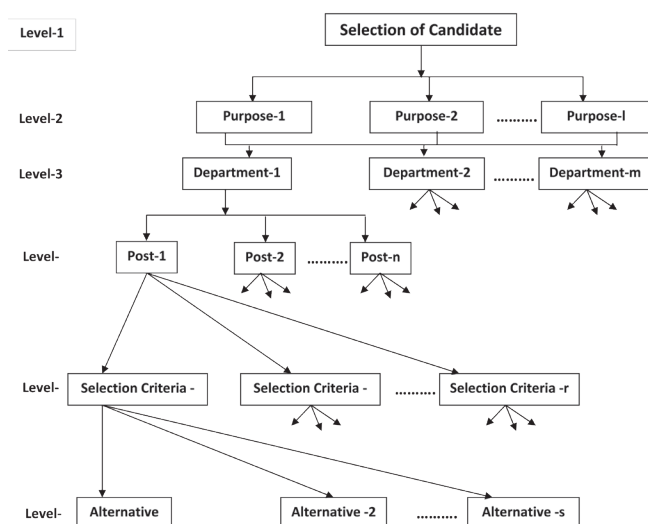 Level-1
Selection of Candidate
Level-2
Purpose-1
Purpose-2
..........
Purpose-l
Level-3
Department-1
Department-2
..........
Department-m
Level-
Post-1
Post-2
..........
Post-n
Level-
Selection Criteria -
Selection Criteria -
..........
Selection Criteria -r
Level-
Alternative
Alternative -2
..........
Alternative -s